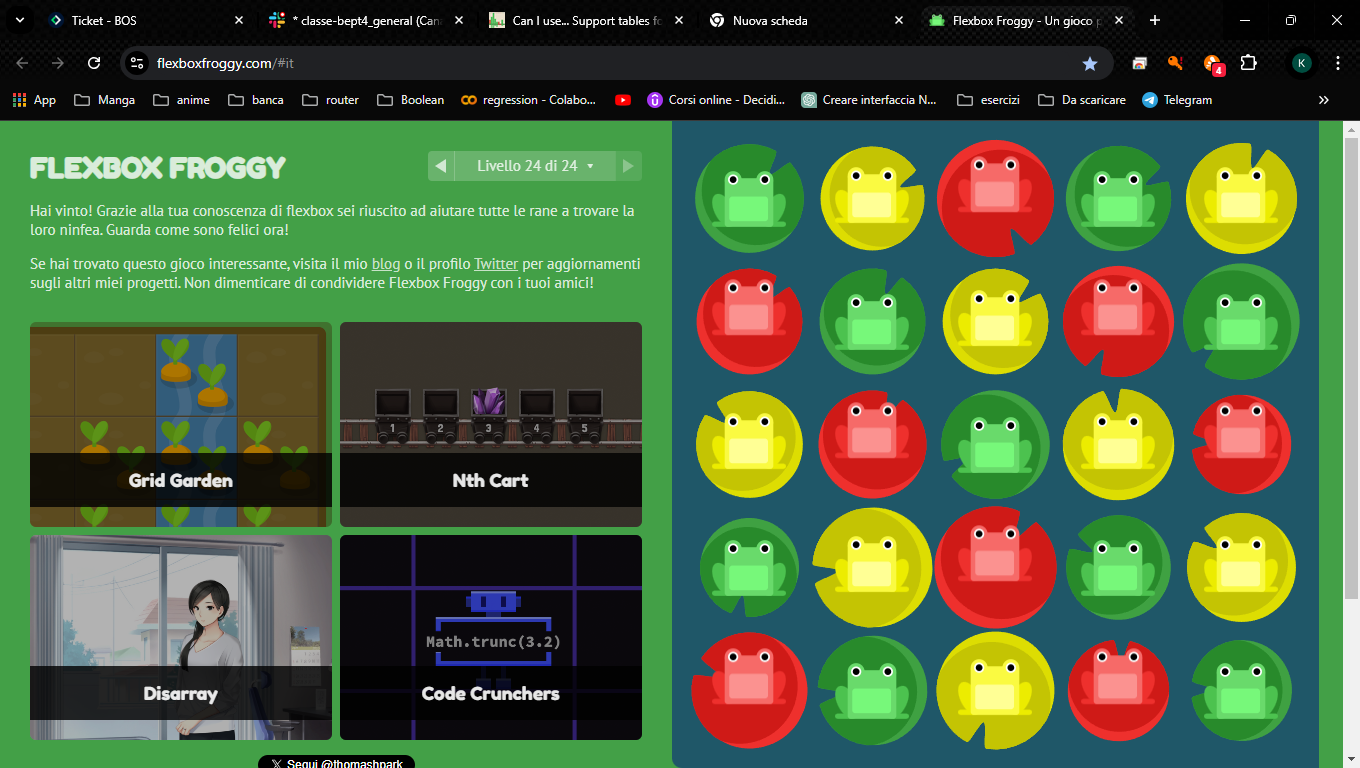 Ticket - BOS
* classe-bept4_general (Can
Can I use... Support tables fo
Nuova scheda
Flexbox Froggy - Un gioco p
flexboxfroggy.com/#it
4
K
App
Manga
anime
banca
router
Boolean
regression - Colabo...
Corsi online - Decidi...
Creare interfaccia N...
esercizi
Da scaricare
Telegram
FLEXBOX FROGGY
Livello 24 di 24
Hai vinto! Grazie alla tua conoscenza di flexbox sei riuscito ad aiutare tutte le rane a trovare la
loro ninfea. Guarda come sono felici ora!
Se hai trovato questo gioco interessante, visita il mio blog o il profilo Twitter per aggiornamenti
sugli altri miei progetti. Non dimenticare di condividere Flexbox Froggy con i tuoi amici!
Grid Garden
1 2 3 4 5
Nth Cart
Disarray
Math.trunc(3.2)
Code Crunchers
X Segui @thomashpark